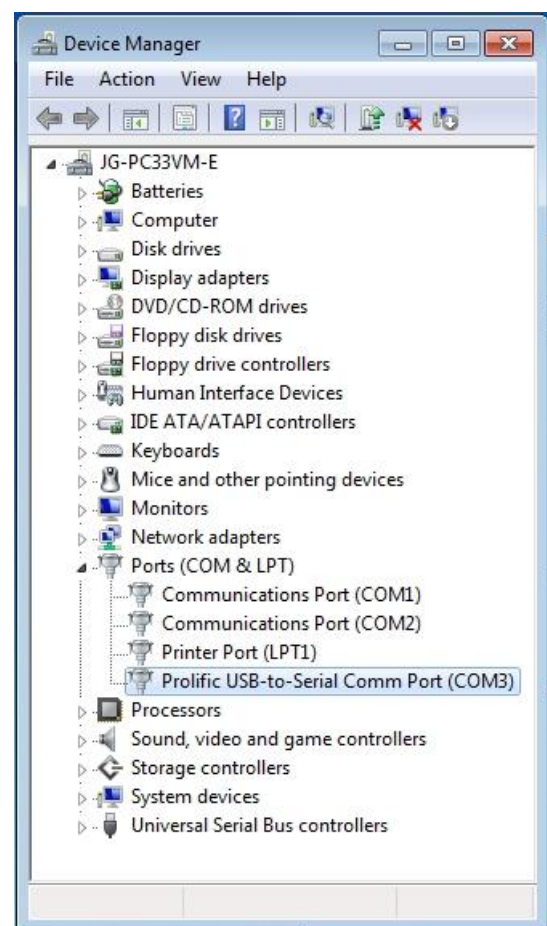 Device Manager
File Action View Help
JG-PC33VM-E
Batteries
Computer
Disk drives
Display adapters
DVD/CD-ROM drives
Floppy disk drives
Floppy drive controllers
Human Interface Devices
IDE ATA/ATAPI controllers
Keyboards
Mice and other pointing devices
Monitors
Network adapters
Ports (COM & LPT)
Communications Port (COM1)
Communications Port (COM2)
Printer Port (LPT1)
Prolific USB-to-Serial Comm Port (COM3)
Processors
Sound, video and game controllers
Storage controllers
System devices
Universal Serial Bus controllers